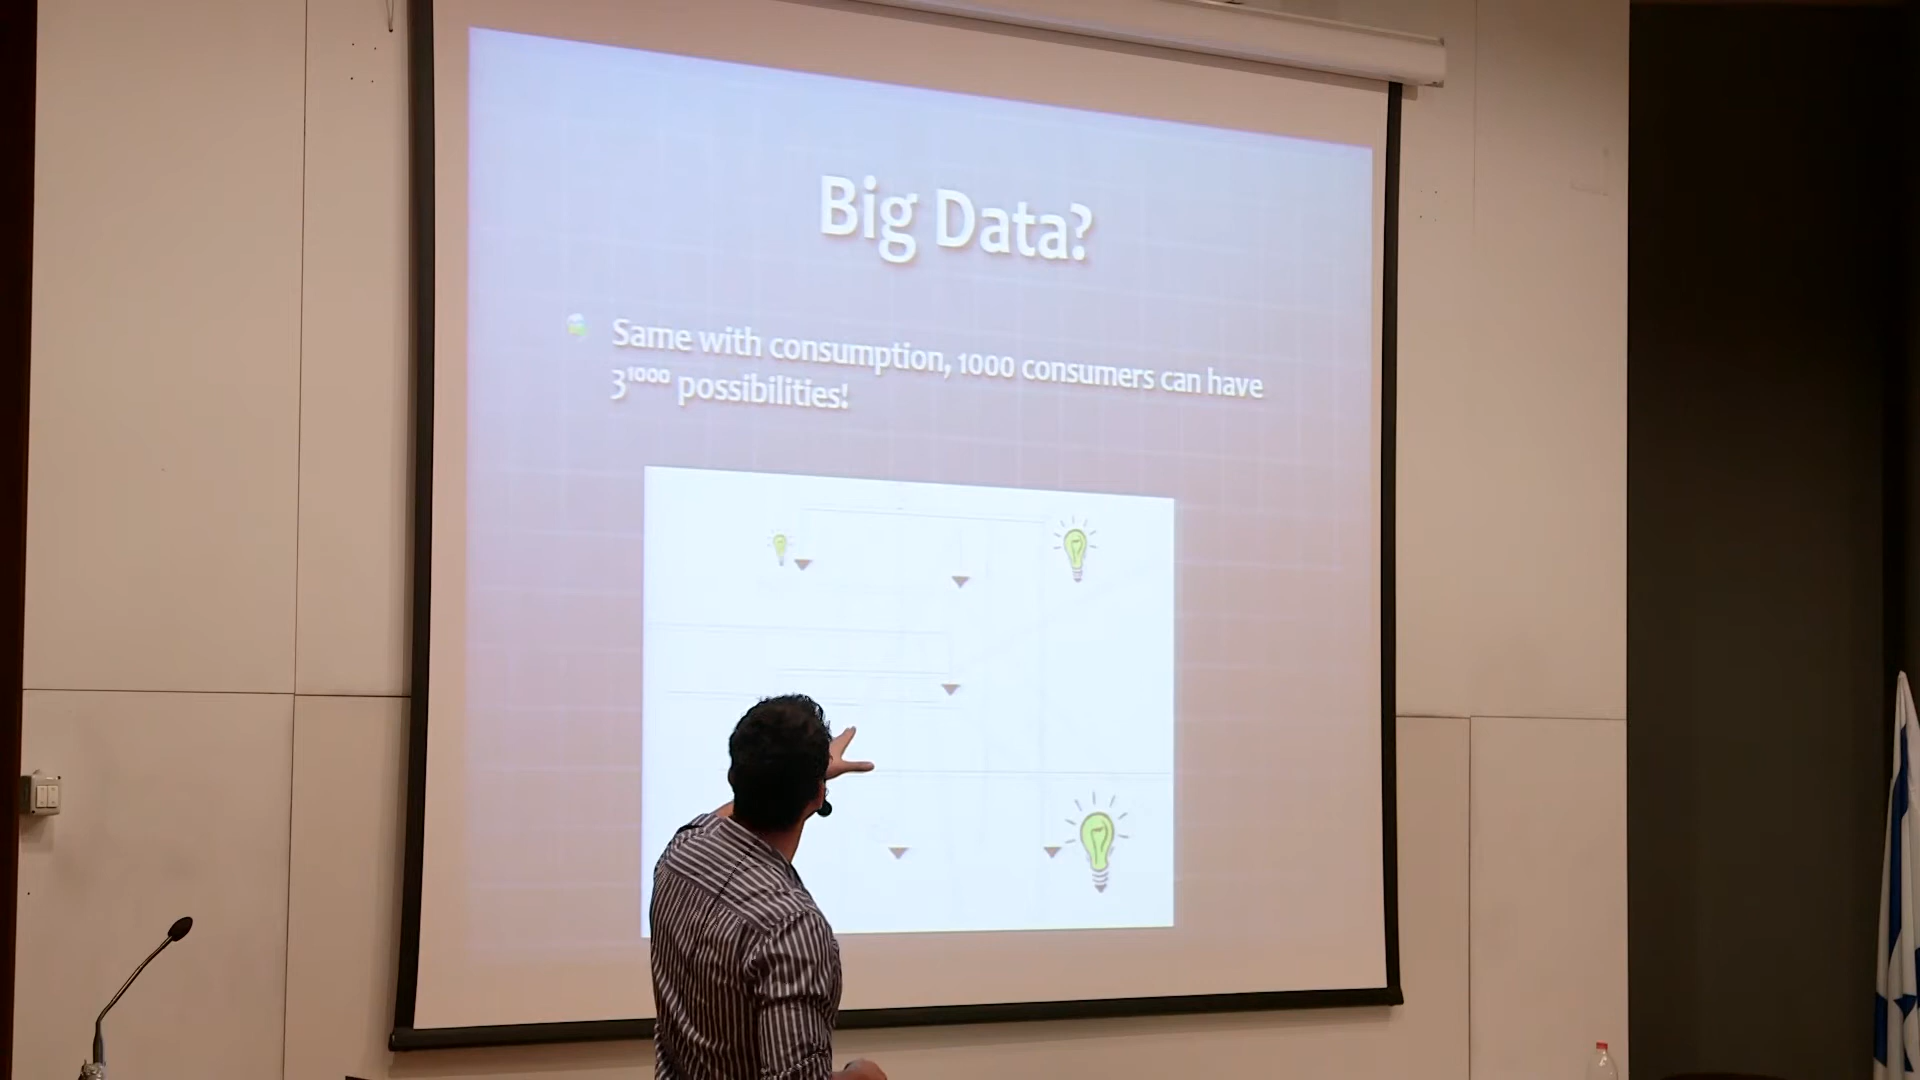 Big Data?
Same with consumption, 1000 consumers can have
3¹⁰⁰⁰ possibilities!